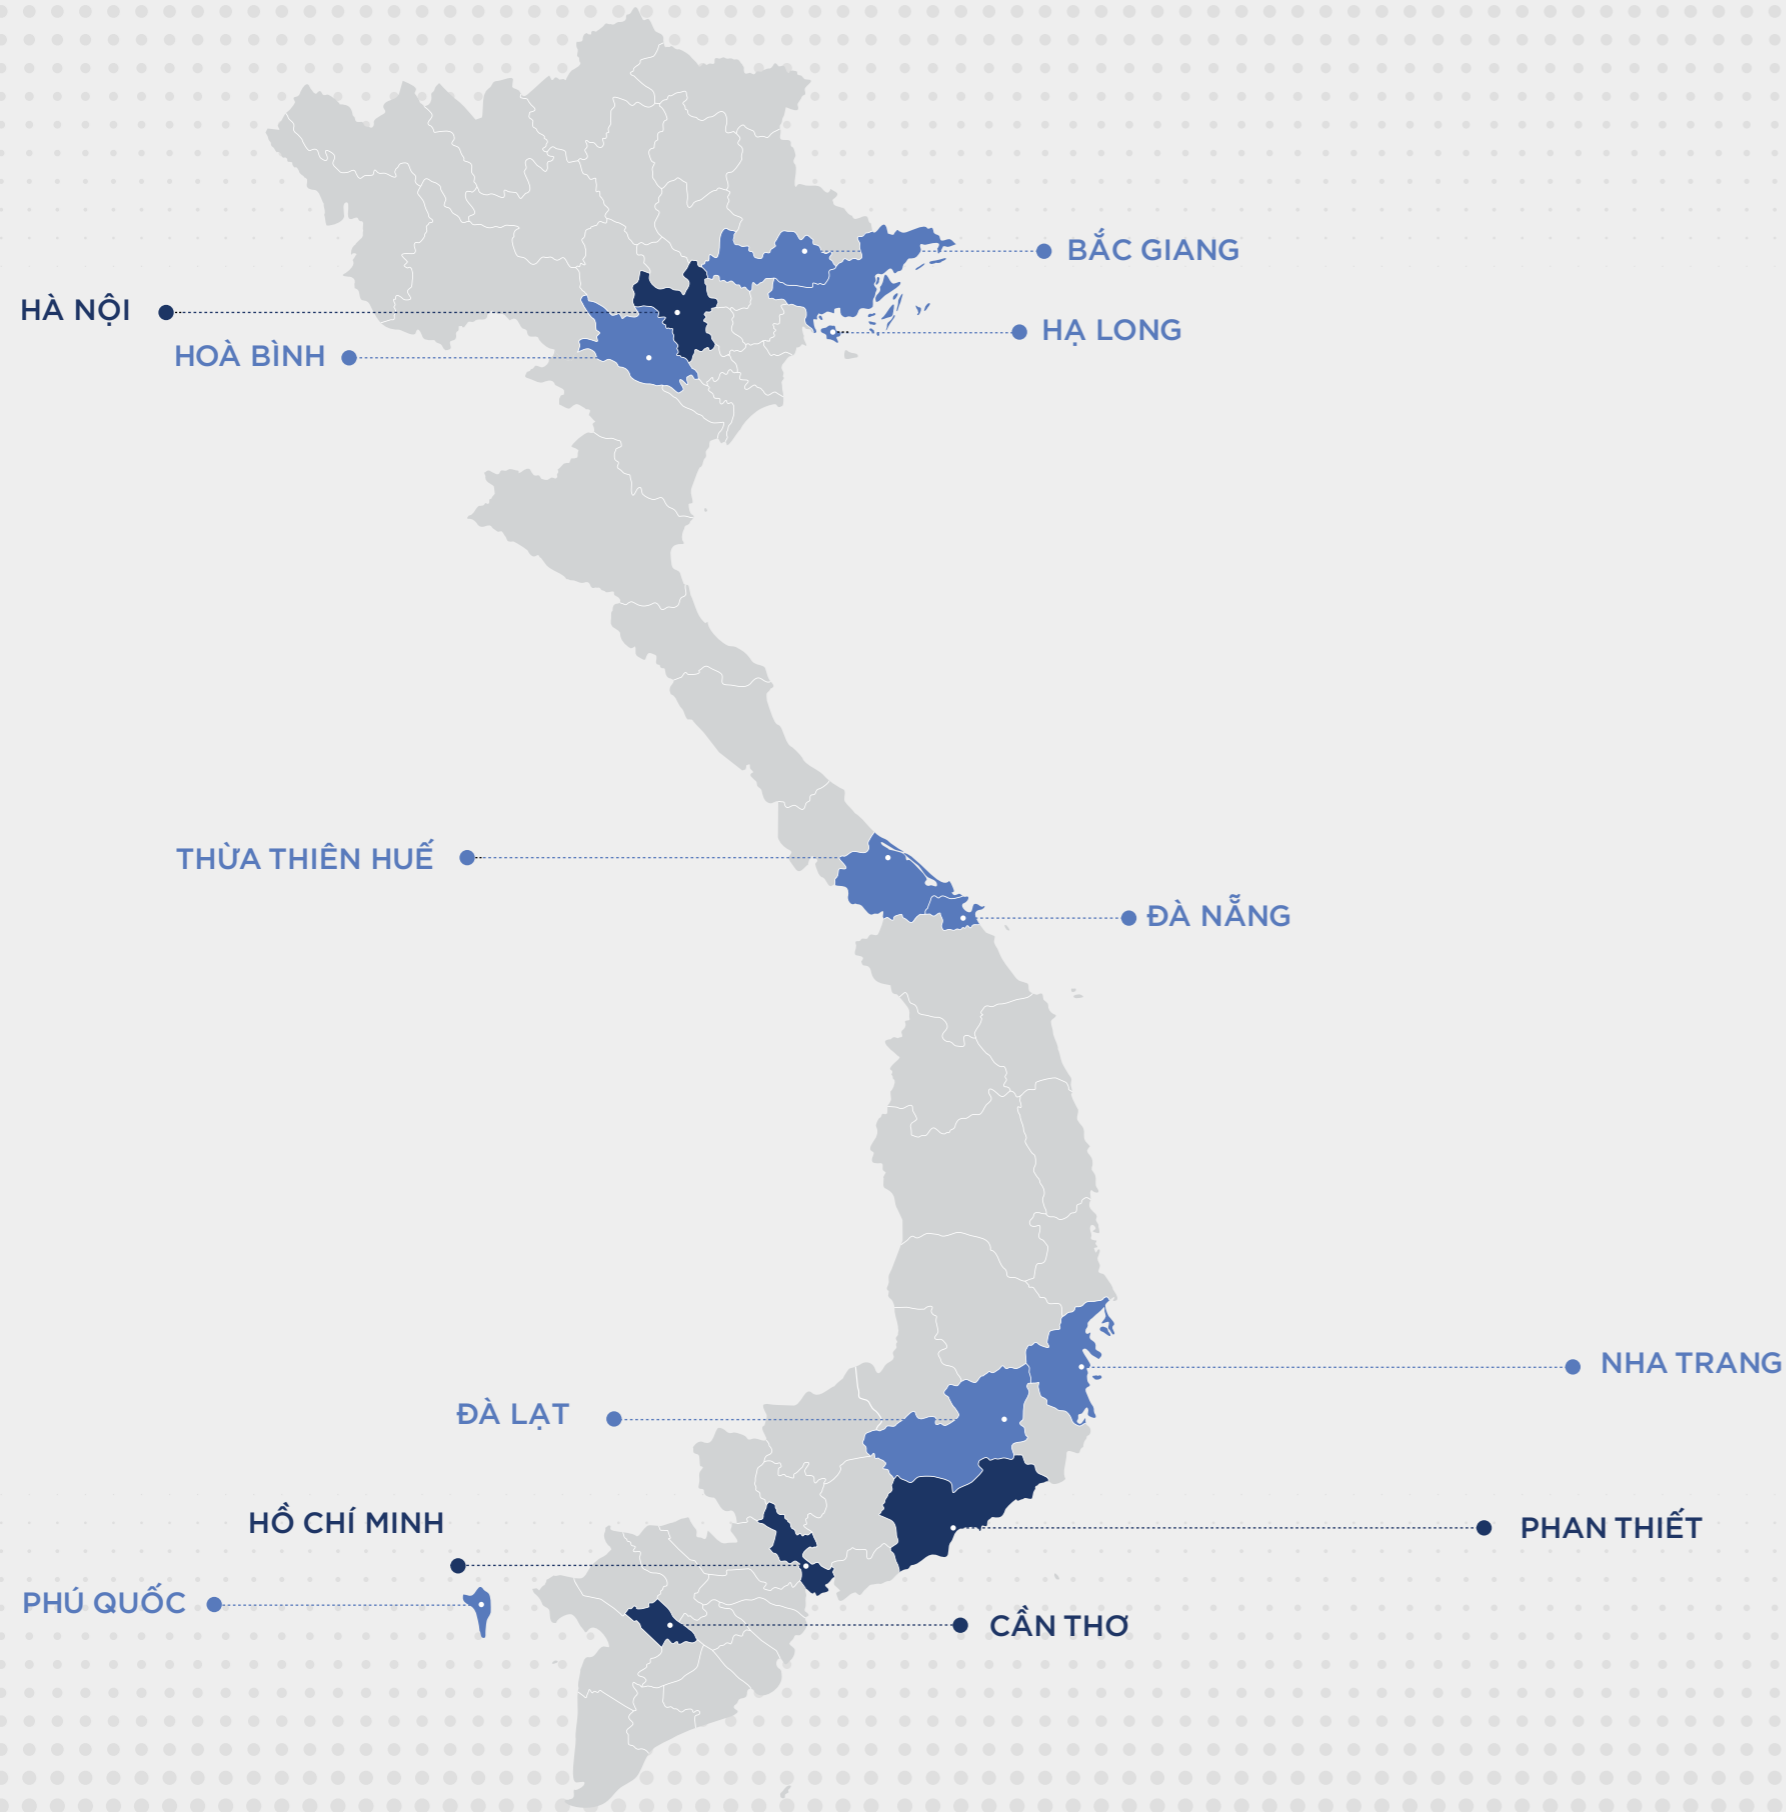 BẮC GIANG
HÀ NỘI
HẠ LONG
HOÀ BÌNH
THỪA THIÊN HUẾ
ĐÀ NẴNG
NHA TRANG
ĐÀ LẠT
HỒ CHÍ MINH
PHAN THIẾT
PHÚ QUỐC
CẦN THƠ